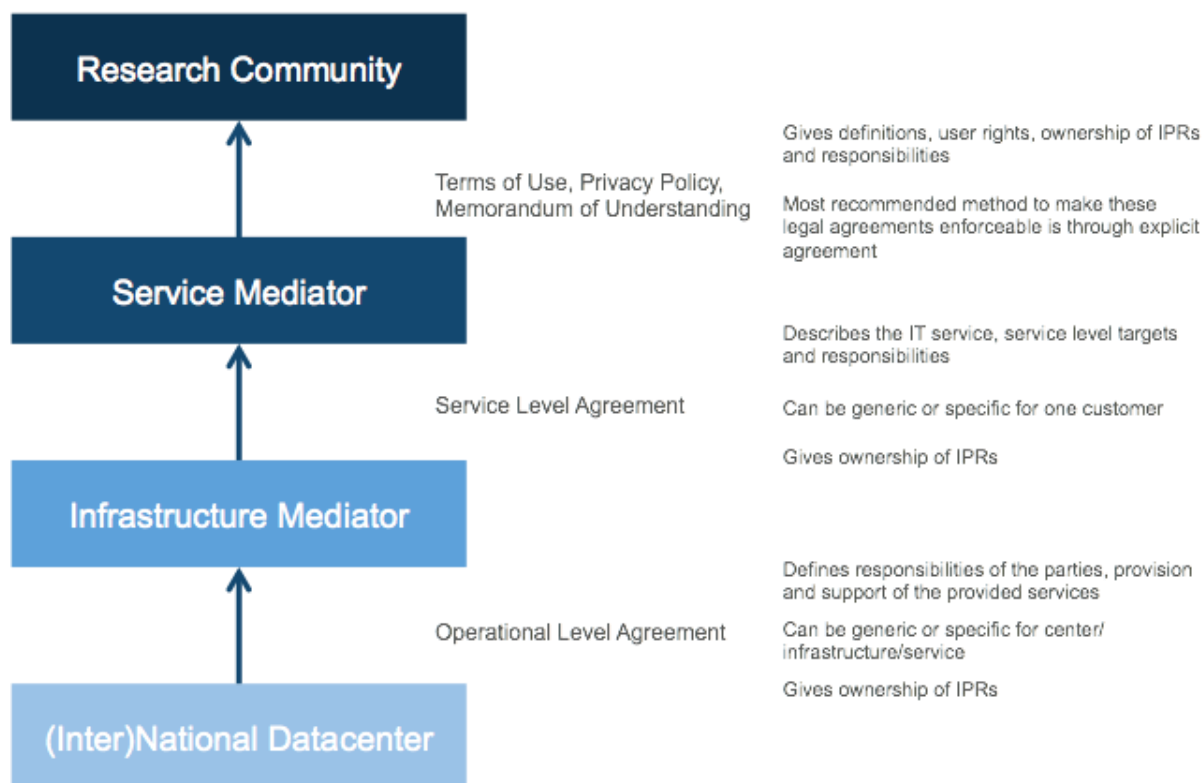 Research Community
Gives definitions, user rights, ownership of IPRs
and responsibilities
Terms of Use, Privacy Policy,
Memorandum of Understanding
Most recommended method to make these
legal agreements enforceable is through explicit
agreement
Service Mediator
Describes the IT service, service level targets
and responsibilities
Service Level Agreement
Can be generic or specific for one customer
Gives ownership of IPRs
Infrastructure Mediator
Defines responsibilities of the parties, provision
and support of the provided services
Operational Level Agreement
Can be generic or specific for center/
infrastructure/service
Gives ownership of IPRs
(Inter)National Datacenter